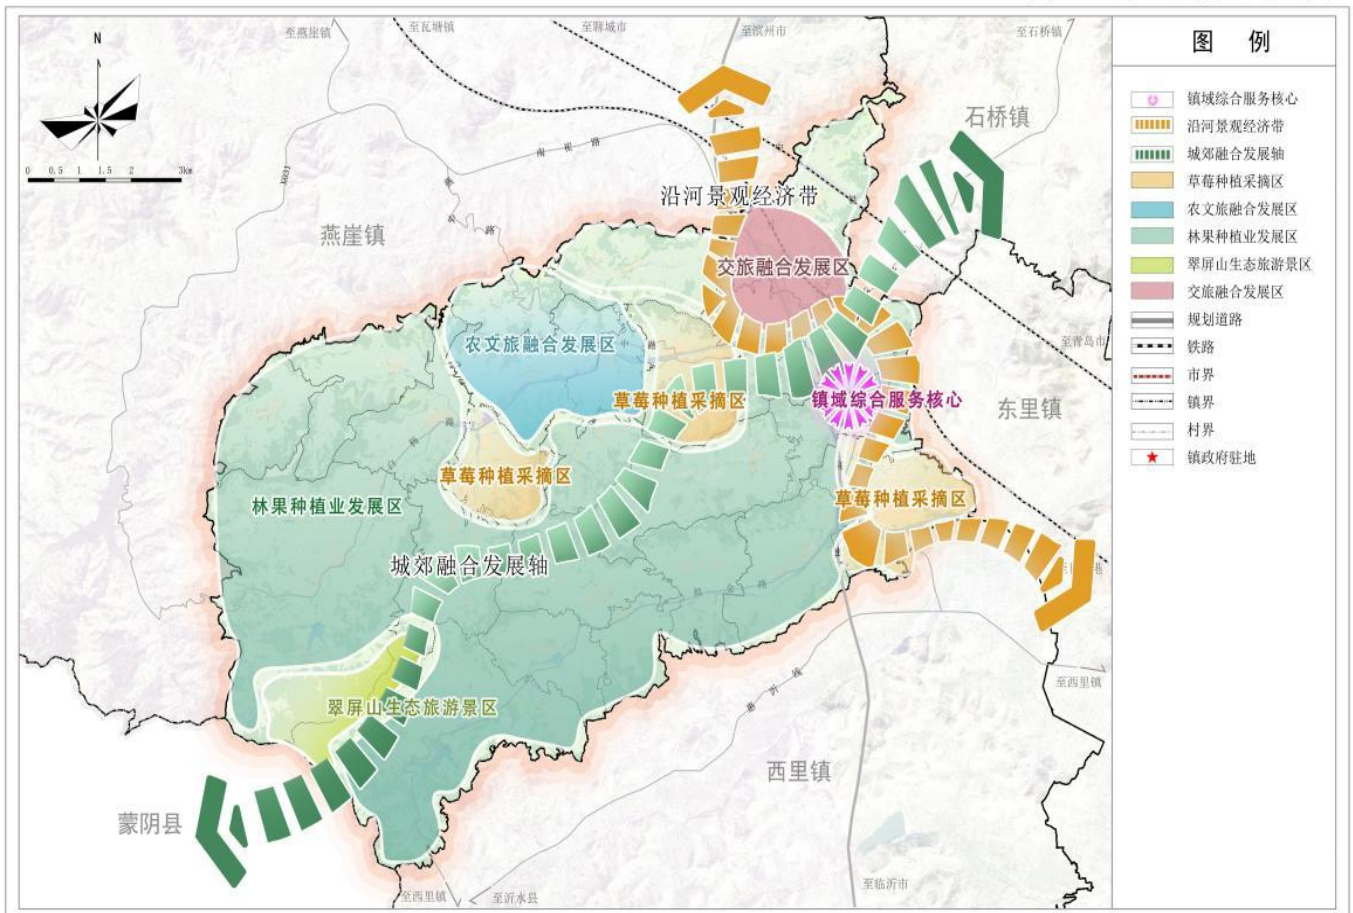 至燕崖镇
至瓦塘镇
至聊城市
至滨州市
至石桥镇
N
0 0.5 1 1.5 2 3km
石桥镇
南崔路
沿河景观经济带
燕崖镇
交旅融合发展区
农文旅融合发展区
至青岛市
草莓种植采摘区
镇域综合服务核心
东里镇
草莓种植采摘区
草莓种植采摘区
林果种植业发展区
城郊融合发展轴
翠屏山生态旅游景区
至西里镇
西里镇
蒙阴县
至西里镇
至沂水县
至临沂市
图 例
镇域综合服务核心
沿河景观经济带
城郊融合发展轴
草莓种植采摘区
农文旅融合发展区
林果种植业发展区
翠屏山生态旅游景区
交旅融合发展区
规划道路
铁路
市界
镇界
村界
镇政府驻地